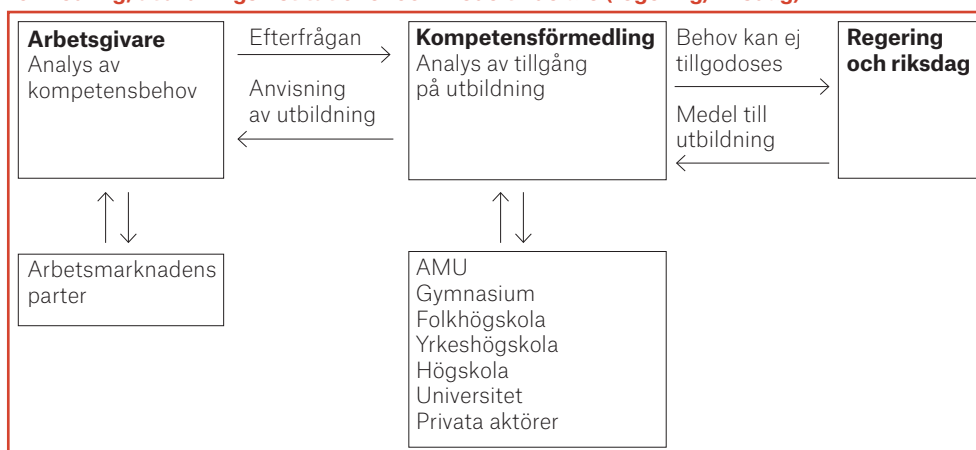 Arbetsgivare
Analys av
kompetensbehov
Efterfrågan
Anvisning
av utbildning
Kompetensförmedling
Analys av tillgång
på utbildning
Behov kan ej
tillgodoses
Medel till
utbildning
Regering
och riksdag
Arbetsmarknadens
parter
AMU
Gymnasium
Folkhögskola
Yrkeshögskola
Högskola
Universitet
Privata aktörer